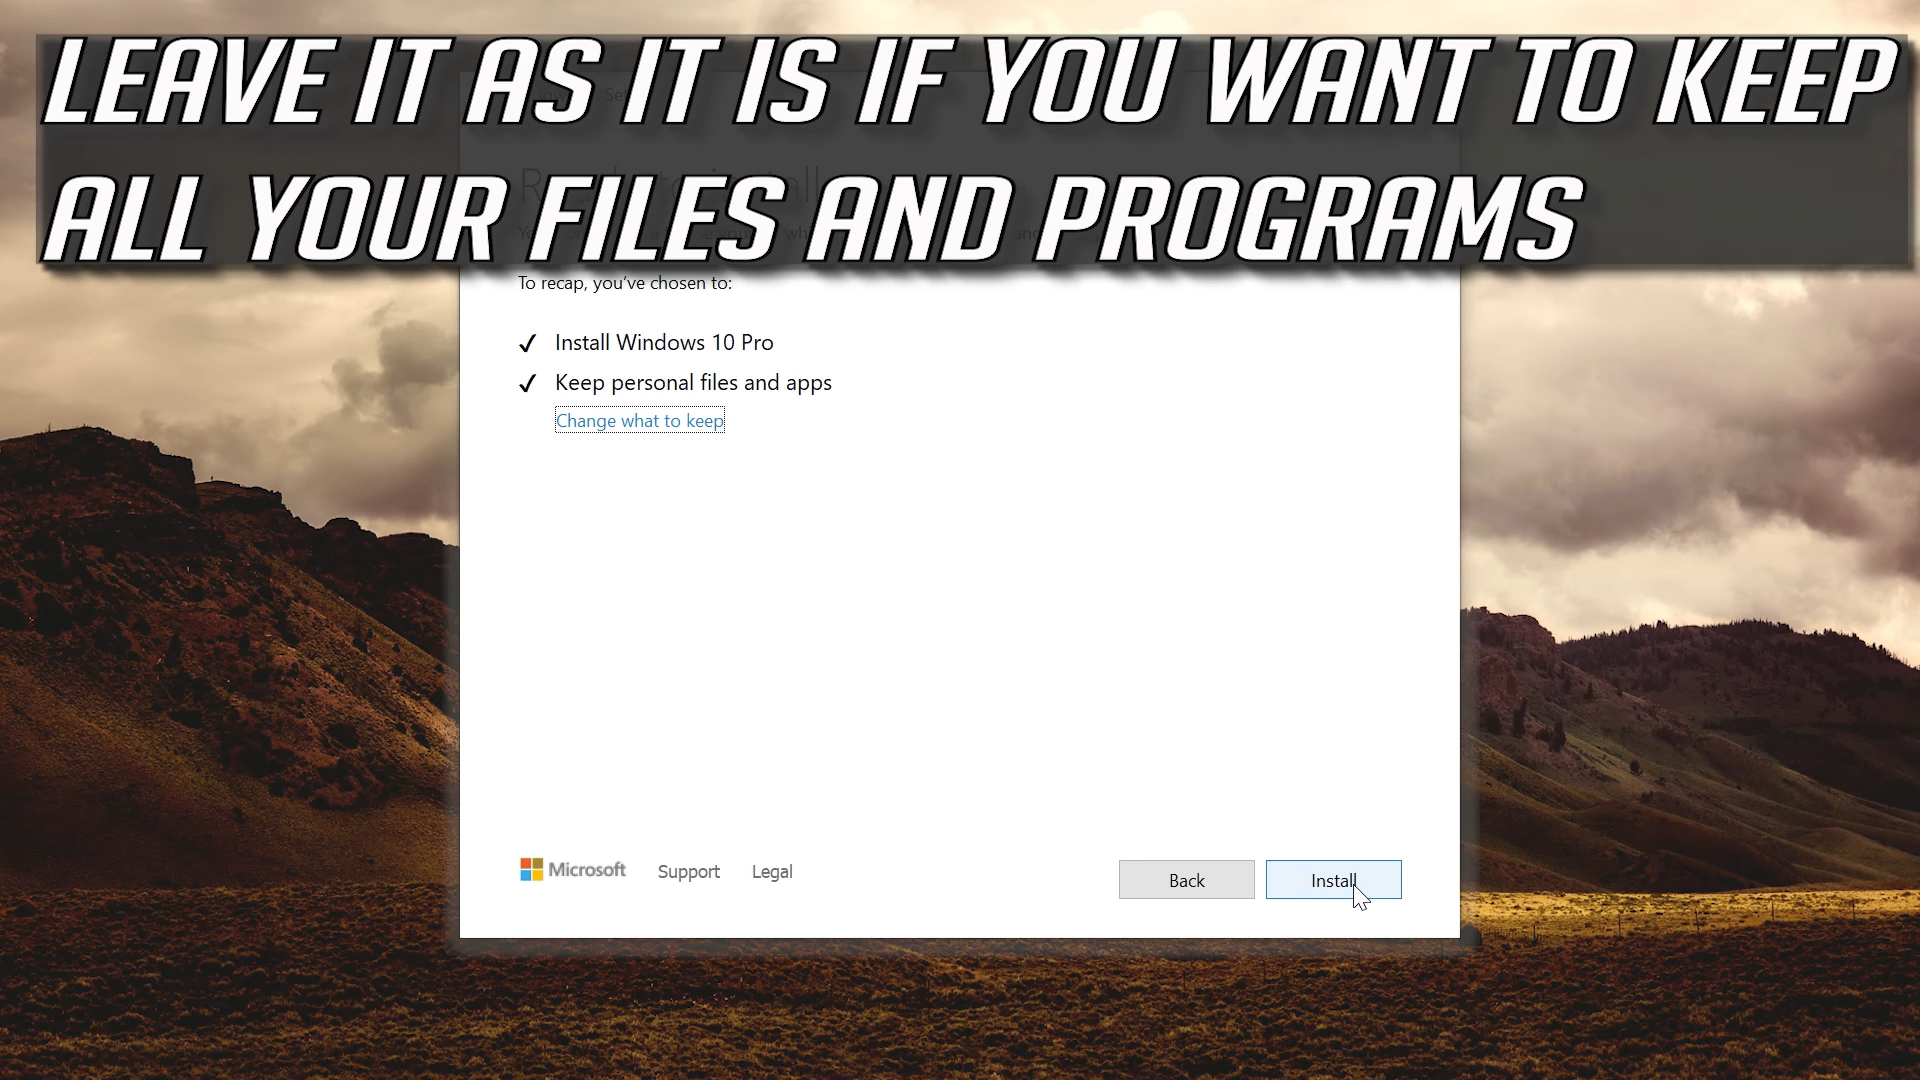 LEAVE IT AS IT IS IF YOU WANT TO KEEP
ALL YOUR FILES AND PROGRAMS
To recap, you've chosen to:
✓ Install Windows 10 Pro
✓ Keep personal files and apps
Change what to keep
Microsoft Support Legal
Back Install